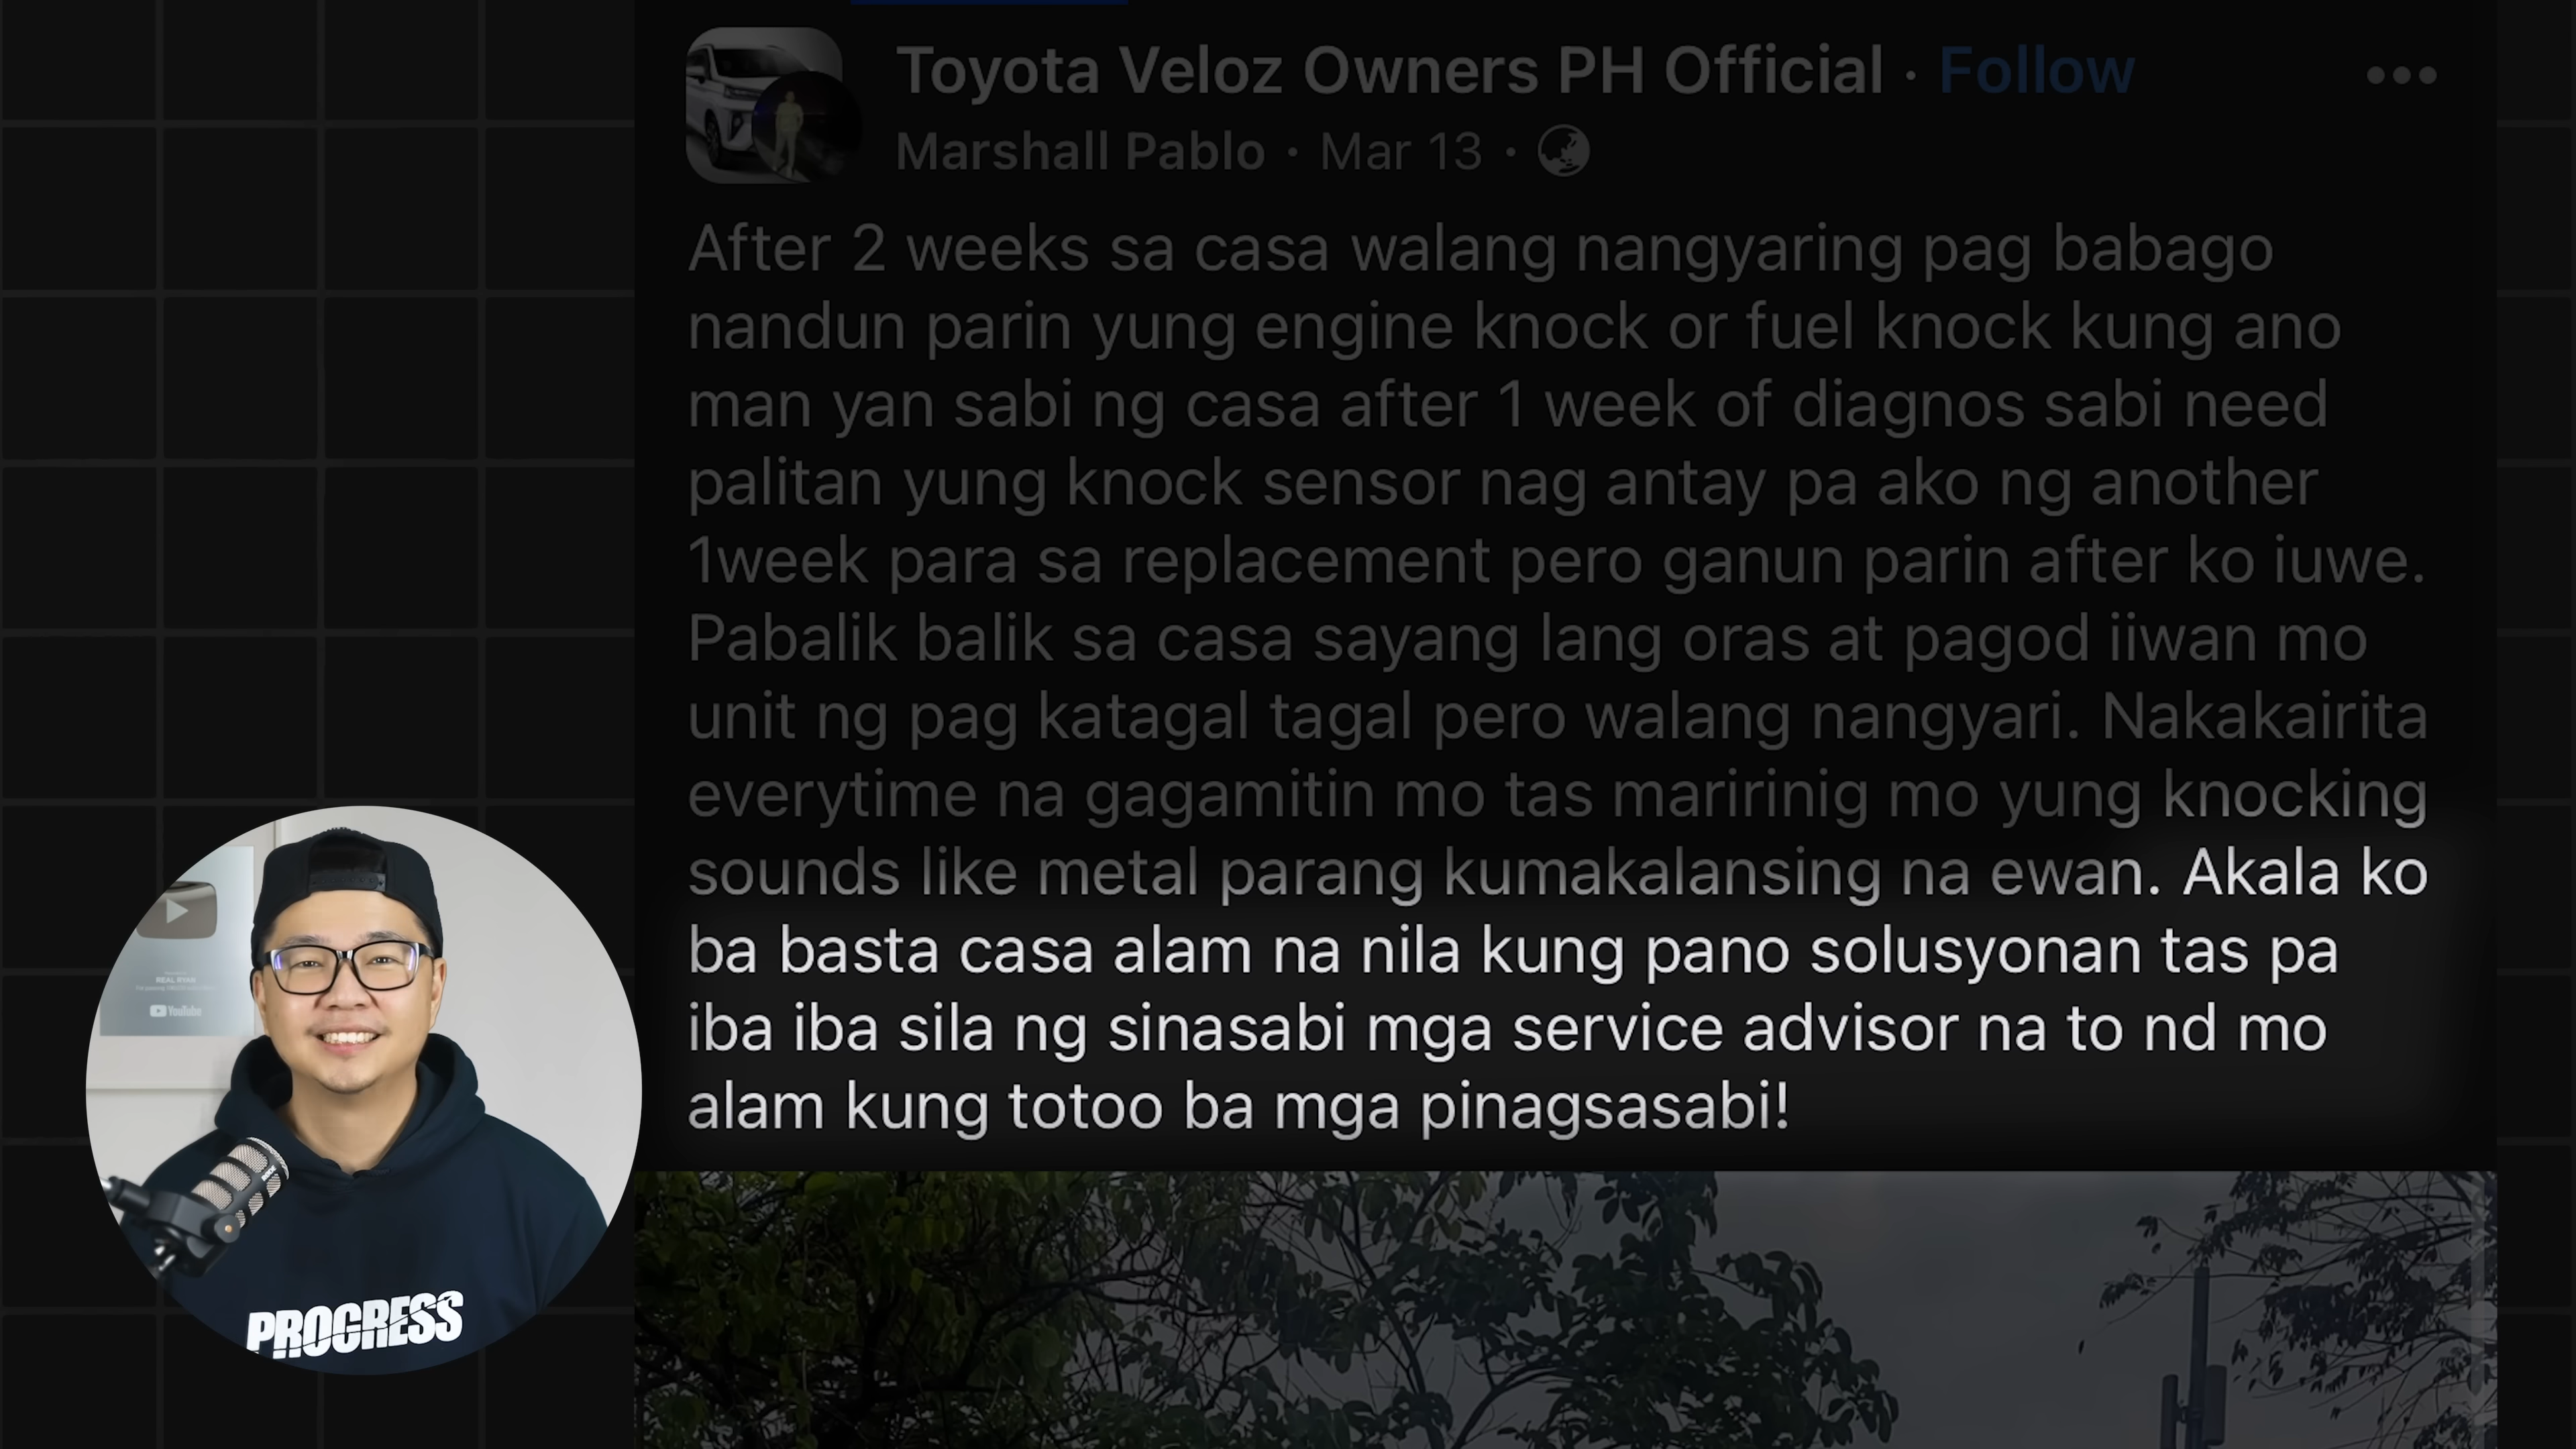 Toyota Veloz Owners PH Official · Follow
Marshall Pablo · Mar 13 ·
After 2 weeks sa casa walang nangyaring pag babago
nandun parin yung engine knock or fuel knock kung ano
man yan sabi ng casa after 1 week of diagnos sabi need
palitan yung knock sensor nag antay pa ako ng another
1week para sa replacement pero ganun parin after ko iuwe.
Pabalik balik sa casa sayang lang oras at pagod iiwan mo
unit ng pag katagal tagal pero walang nangyari. Nakakairita
everytime na gagamitin mo tas maririnig mo yung knocking
sounds like metal parang kumakalansing na ewan. Akala ko
ba basta casa alam na nila kung pano solusyonan tas pa
iba iba sila ng sinasabi mga service advisor na to nd mo
alam kung totoo ba mga pinagsasabi!
REAL RYAN
YouTube
PROGRESS